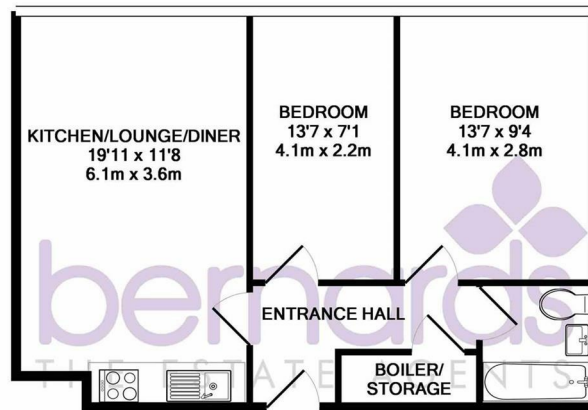 KITCHEN/LOUNGE/DINER
19'11 x 11'8
6.1m x 3.6m
BEDROOM
13'7 x 7'1
4.1m x 2.2m
BEDROOM
13'7 x 9'4
4.1m x 2.8m
bernards
THE ESTATE AGENTS
ENTRANCE HALL
BOILER/
STORAGE